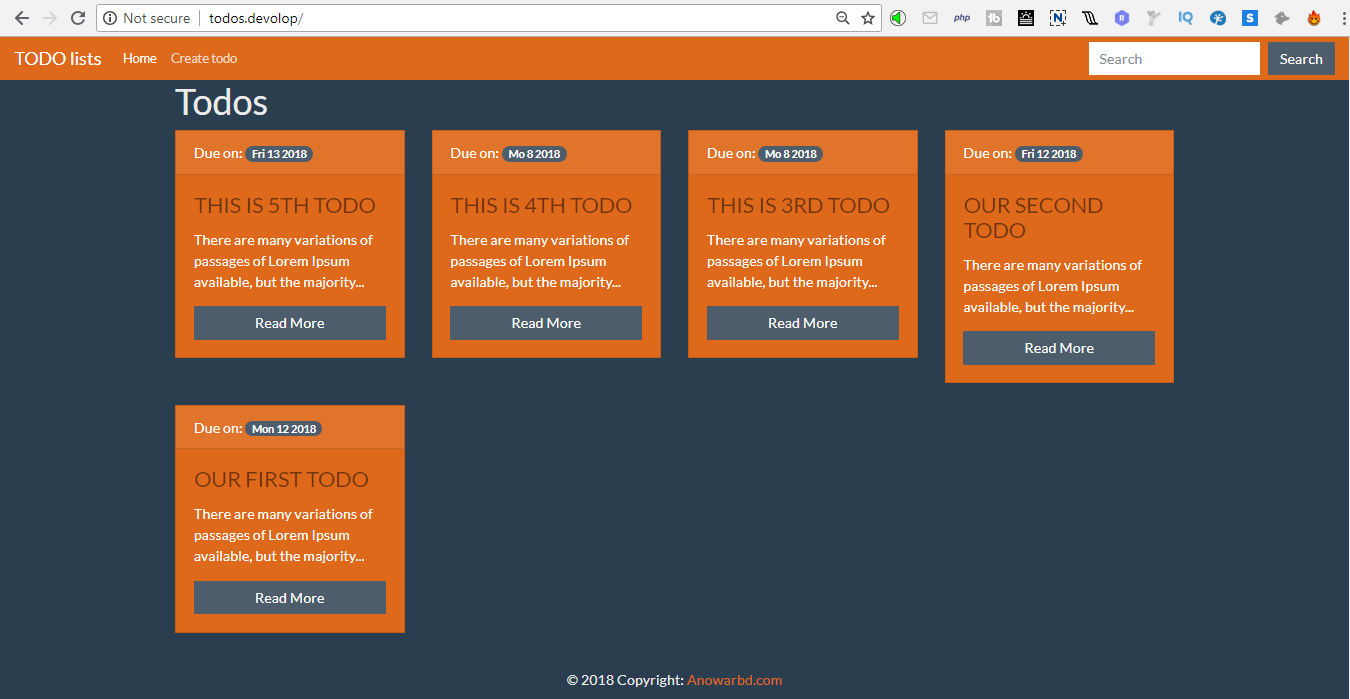 Not secure | todos.devolop/
php
TODO lists Home Create todo Search Search
Todos
Due on: Fri 13 2018
THIS IS 5TH TODO
There are many variations of
passages of Lorem Ipsum
available, but the majority...
Read More
Due on: Mo 8 2018
THIS IS 4TH TODO
There are many variations of
passages of Lorem Ipsum
available, but the majority...
Read More
Due on: Mo 8 2018
THIS IS 3RD TODO
There are many variations of
passages of Lorem Ipsum
available, but the majority...
Read More
Due on: Fri 12 2018
OUR SECOND
TODO
There are many variations of
passages of Lorem Ipsum
available, but the majority...
Read More
Due on: Mon 12 2018
OUR FIRST TODO
There are many variations of
passages of Lorem Ipsum
available, but the majority...
Read More
© 2018 Copyright: Anowarbd.com